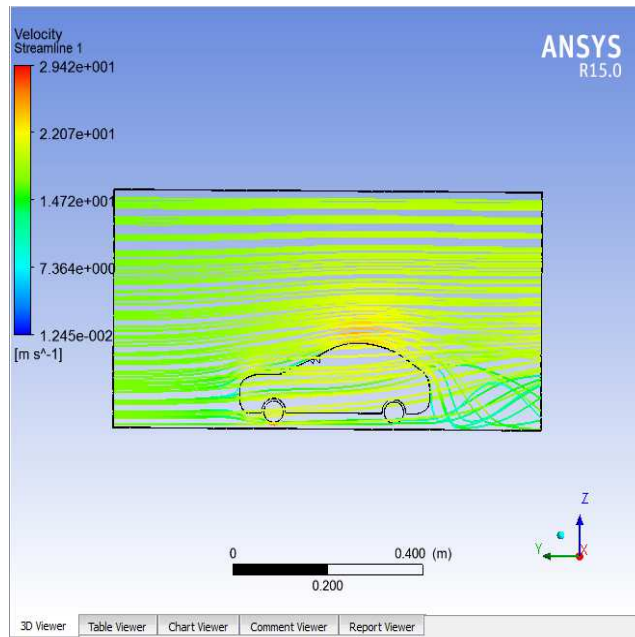 Velocity
Streamline 1
2.942e+001
2.207e+001
1.472e+001
7.364e+000
1.245e-002
[m s^-1]
ANSYS
R15.0
Z
Y
X
0 0.400 (m)
0.200
3D Viewer Table Viewer Chart Viewer Comment Viewer Report Viewer